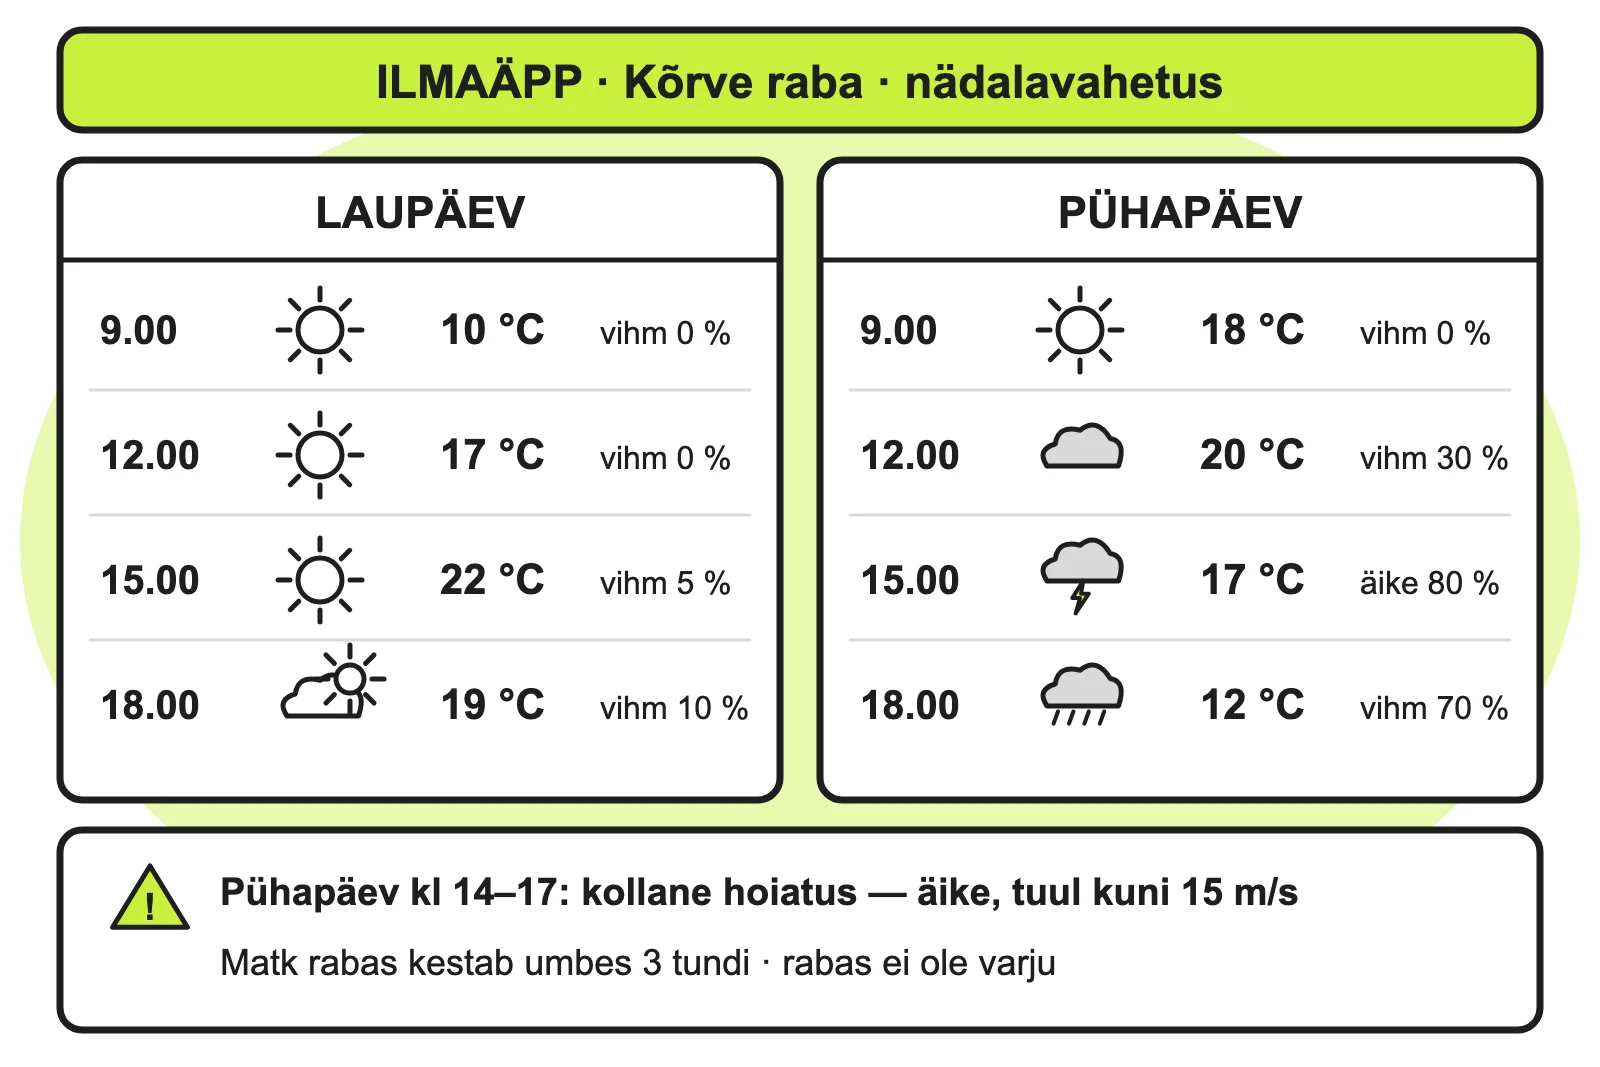 ILMAÄPP · Kõrve raba · nädalavahetus
LAUPÄEV
9.00 10 °C vihm 0 %
12.00 17 °C vihm 0 %
15.00 22 °C vihm 5 %
18.00 19 °C vihm 10 %
PÜHAPÄEV
9.00 18 °C vihm 0 %
12.00 20 °C vihm 30 %
15.00 17 °C äike 80 %
18.00 12 °C vihm 70 %
! Pühapäev kl 14–17: kollane hoiatus — äike, tuul kuni 15 m/s
Matk rabas kestab umbes 3 tundi · rabas ei ole varju